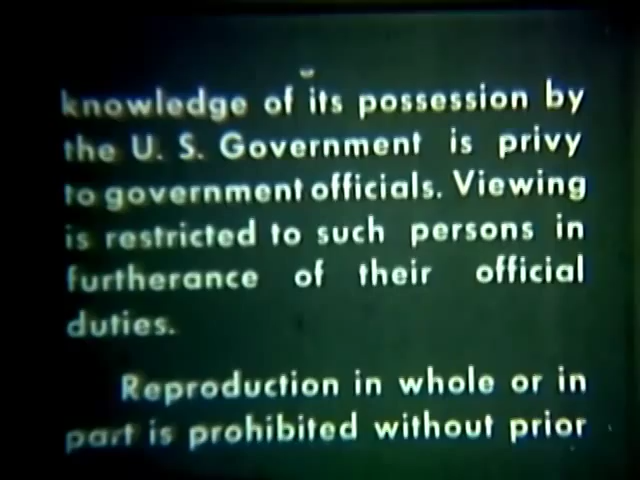 knowledge of its possession by
the U. S. Government is privy
to government officials. Viewing
is restricted to such persons in
furtherance of their official
duties.
Reproduction in whole or in
part is prohibited without prior